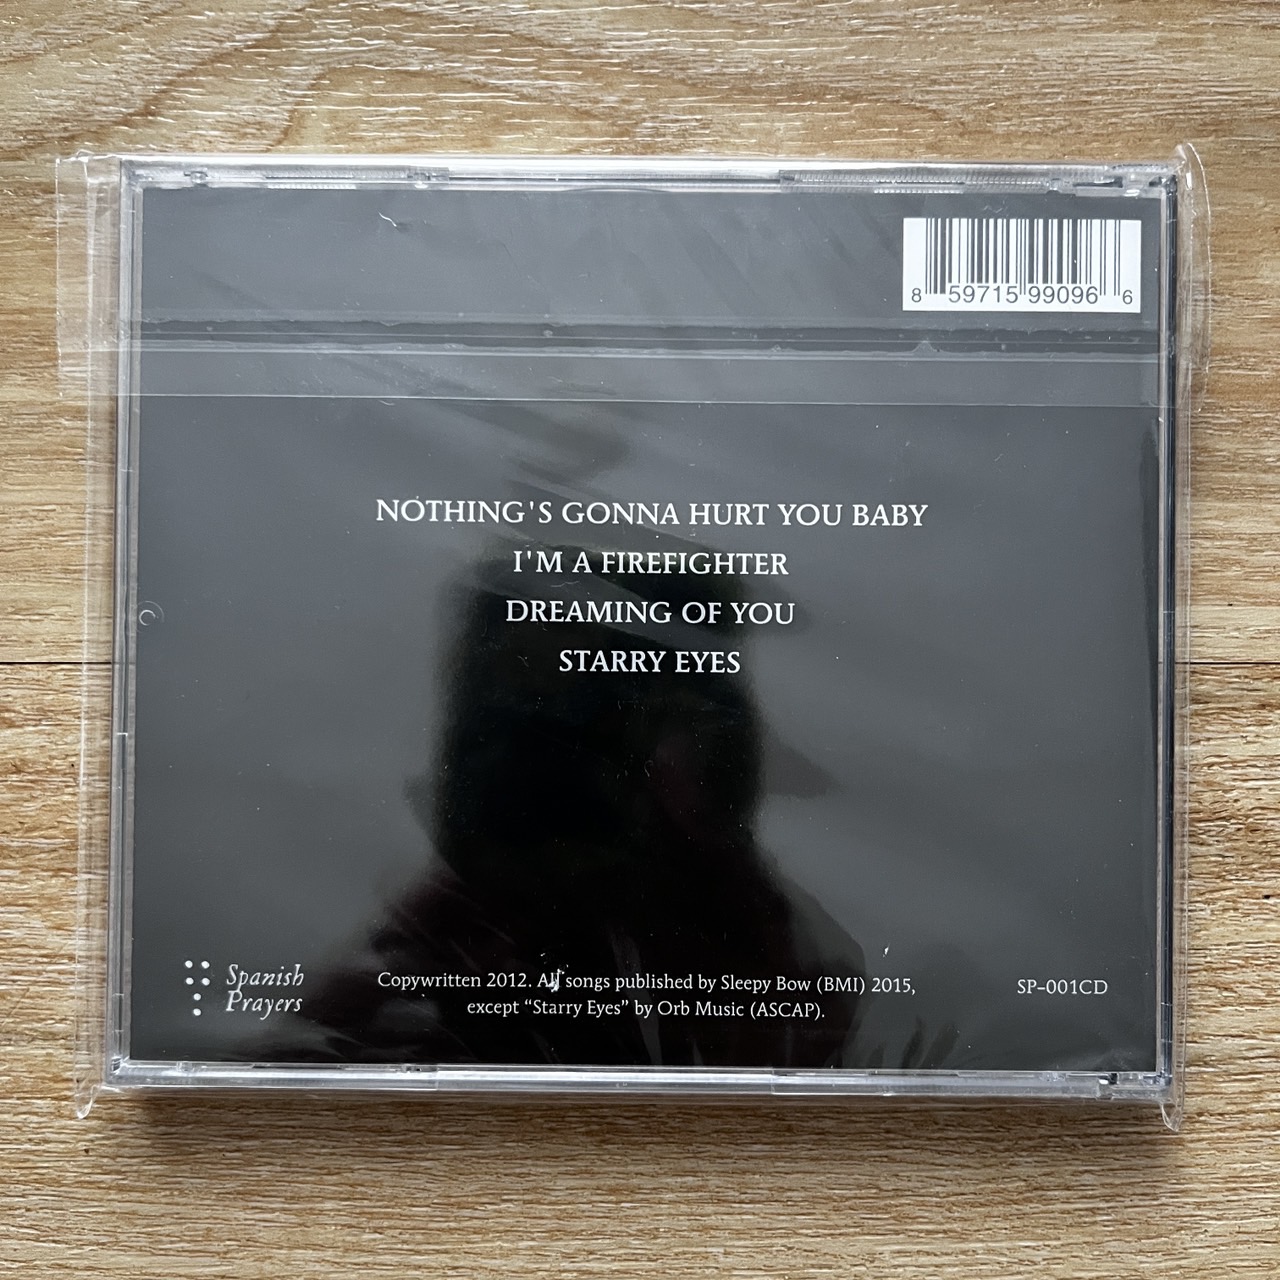 8 59715 99096 6
NOTHING'S GONNA HURT YOU BABY
I'M A FIREFIGHTER
DREAMING OF YOU
STARRY EYES
Spanish
Prayers
Copywritten 2012. All songs published by Sleepy Bow (BMI) 2015,
except “Starry Eyes” by Orb Music (ASCAP).
SP-001CD